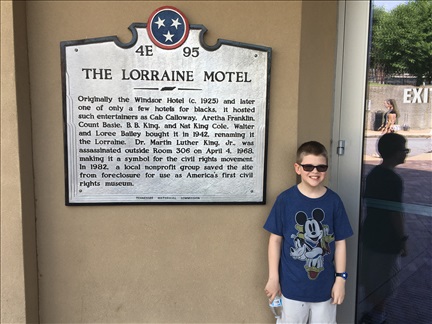 4E 95
THE LORRAINE MOTEL
Originally the Windsor Hotel (c. 1925) and later
one of only a few hotels for blacks, it hosted
such entertainers as Cab Calloway, Aretha Franklin,
Count Basie, B. B. King, and Nat King Cole. Walter
and Loree Bailey bought it in 1942, renaming it
the Lorraine. Dr. Martin Luther King, Jr., was
assassinated outside Room 306 on April 4, 1968,
making it a symbol for the civil rights movement.
In 1982, a local nonprofit group saved the site
from foreclosure for use as America's first civil
rights museum.
TENNESSEE HISTORICAL COMMISSION
EXI